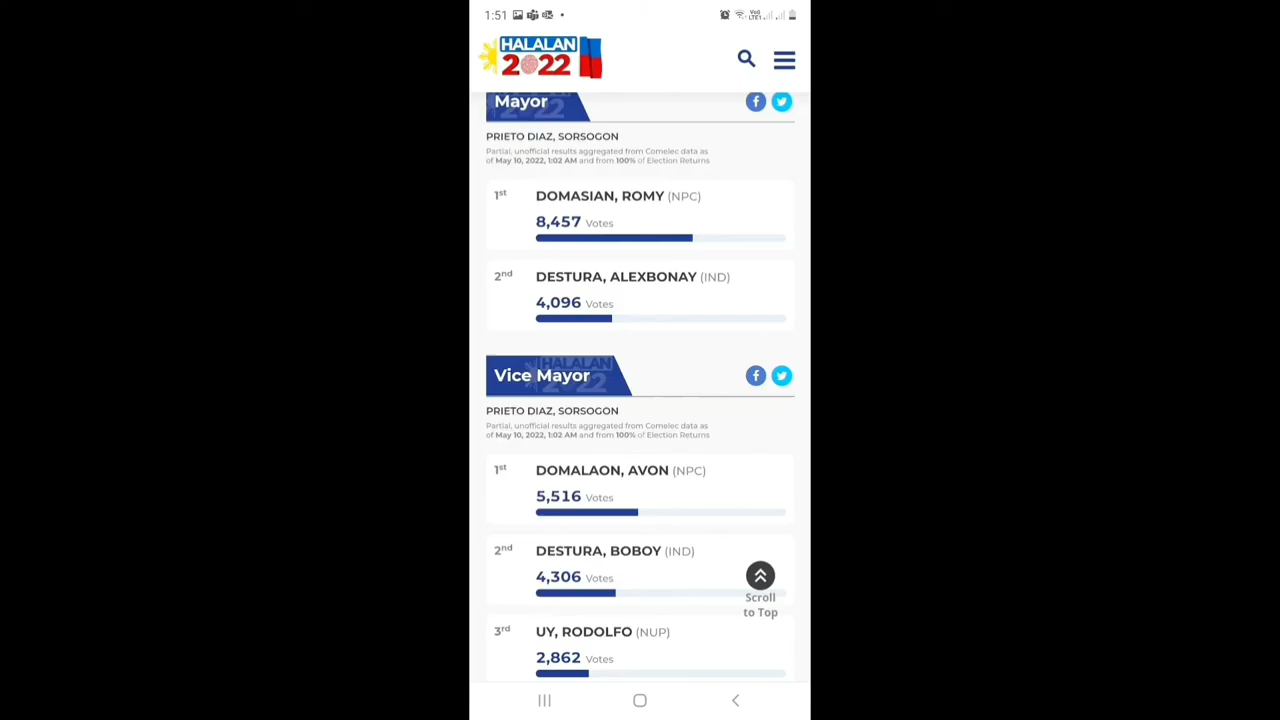 1:51
VoD
LTE1
HALALAN
2022
Mayor
PRIETO DIAZ, SORSOGON
Partial, unofficial results aggregated from Comelec data as
of May 10, 2022, 1:02 AM and from 100% of Election Returns
1st DOMASIAN, ROMY (NPC)
8,457 Votes
2nd DESTURA, ALEXBONAY (IND)
4,096 Votes
Vice Mayor
PRIETO DIAZ, SORSOGON
Partial, unofficial results aggregated from Comelec data as
of May 10, 2022, 1:02 AM and from 100% of Election Returns
1st DOMALAON, AVON (NPC)
5,516 Votes
2nd DESTURA, BOBOY (IND)
4,306 Votes
Scroll
to Top
3rd UY, RODOLFO (NUP)
2,862 Votes